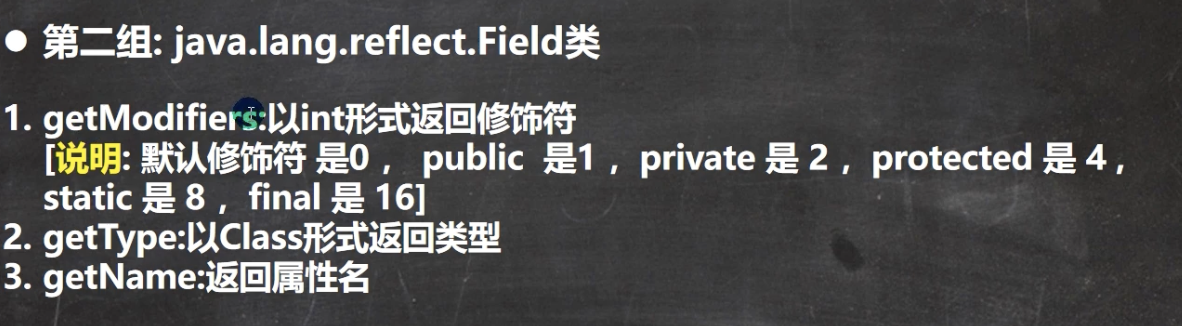 ● 第二组: java.lang.reflect.Field类
1. getModifiers:以int形式返回修饰符
[说明: 默认修饰符 是0 ， public 是1 ，private 是 2 ，protected 是 4 ,
static 是 8 ，final 是 16]
2. getType:以Class形式返回类型
3. getName:返回属性名